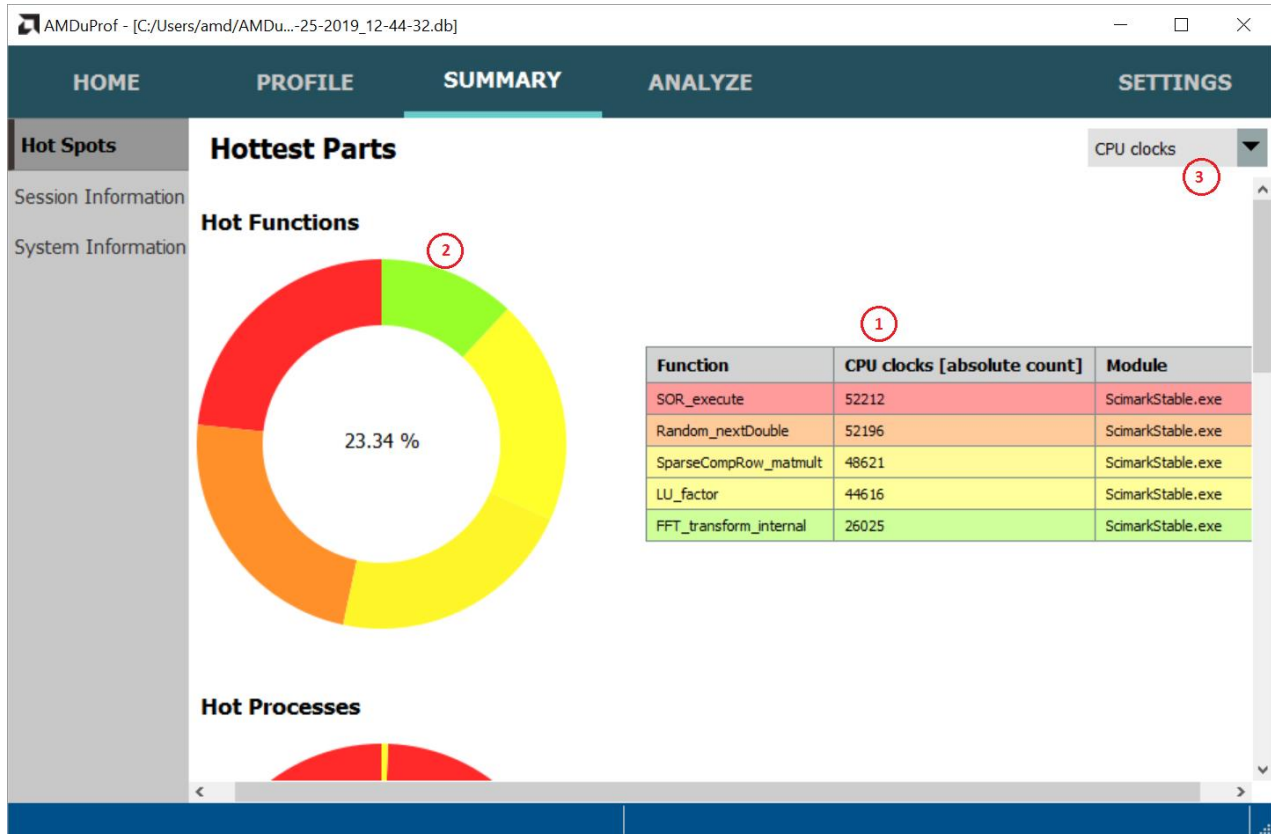 AMDuProf - [C:/Users/amd/AMDu...-25-2019_12-44-32.db]
HOME PROFILE SUMMARY ANALYZE SETTINGS
Hot Spots
Session Information
System Information
Hottest Parts
CPU clocks
3
Hot Functions
2
23.34 %
1
Function CPU clocks [absolute count] Module
SOR_execute 52212 ScimarkStable.exe
Random_nextDouble 52196 ScimarkStable.exe
SparseCompRow_matmult 48621 ScimarkStable.exe
LU_factor 44616 ScimarkStable.exe
FFT_transform_internal 26025 ScimarkStable.exe
Hot Processes